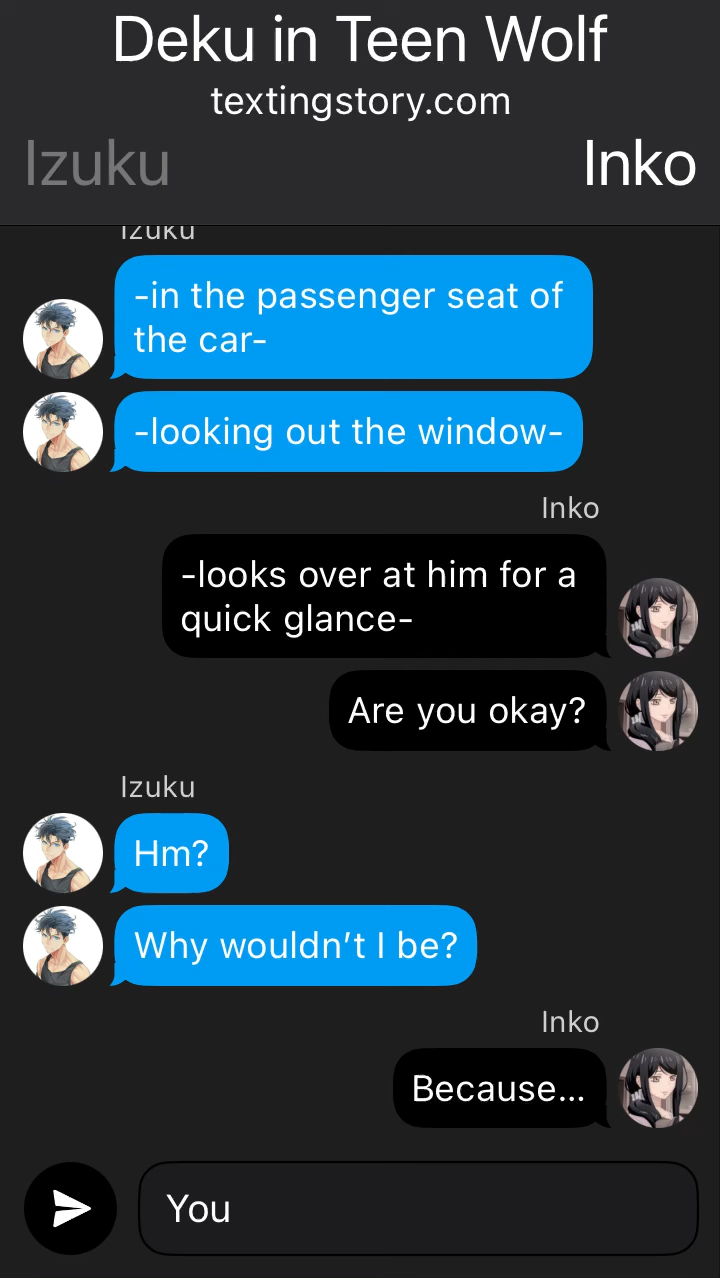 Deku in Teen Wolf
textingstory.com
Izuku
Inko
Izuku
-in the passenger seat of
the car-
-looking out the window-
Inko
-looks over at him for a
quick glance-
Are you okay?
Izuku
Hm?
Why wouldn’t I be?
Inko
Because...
You